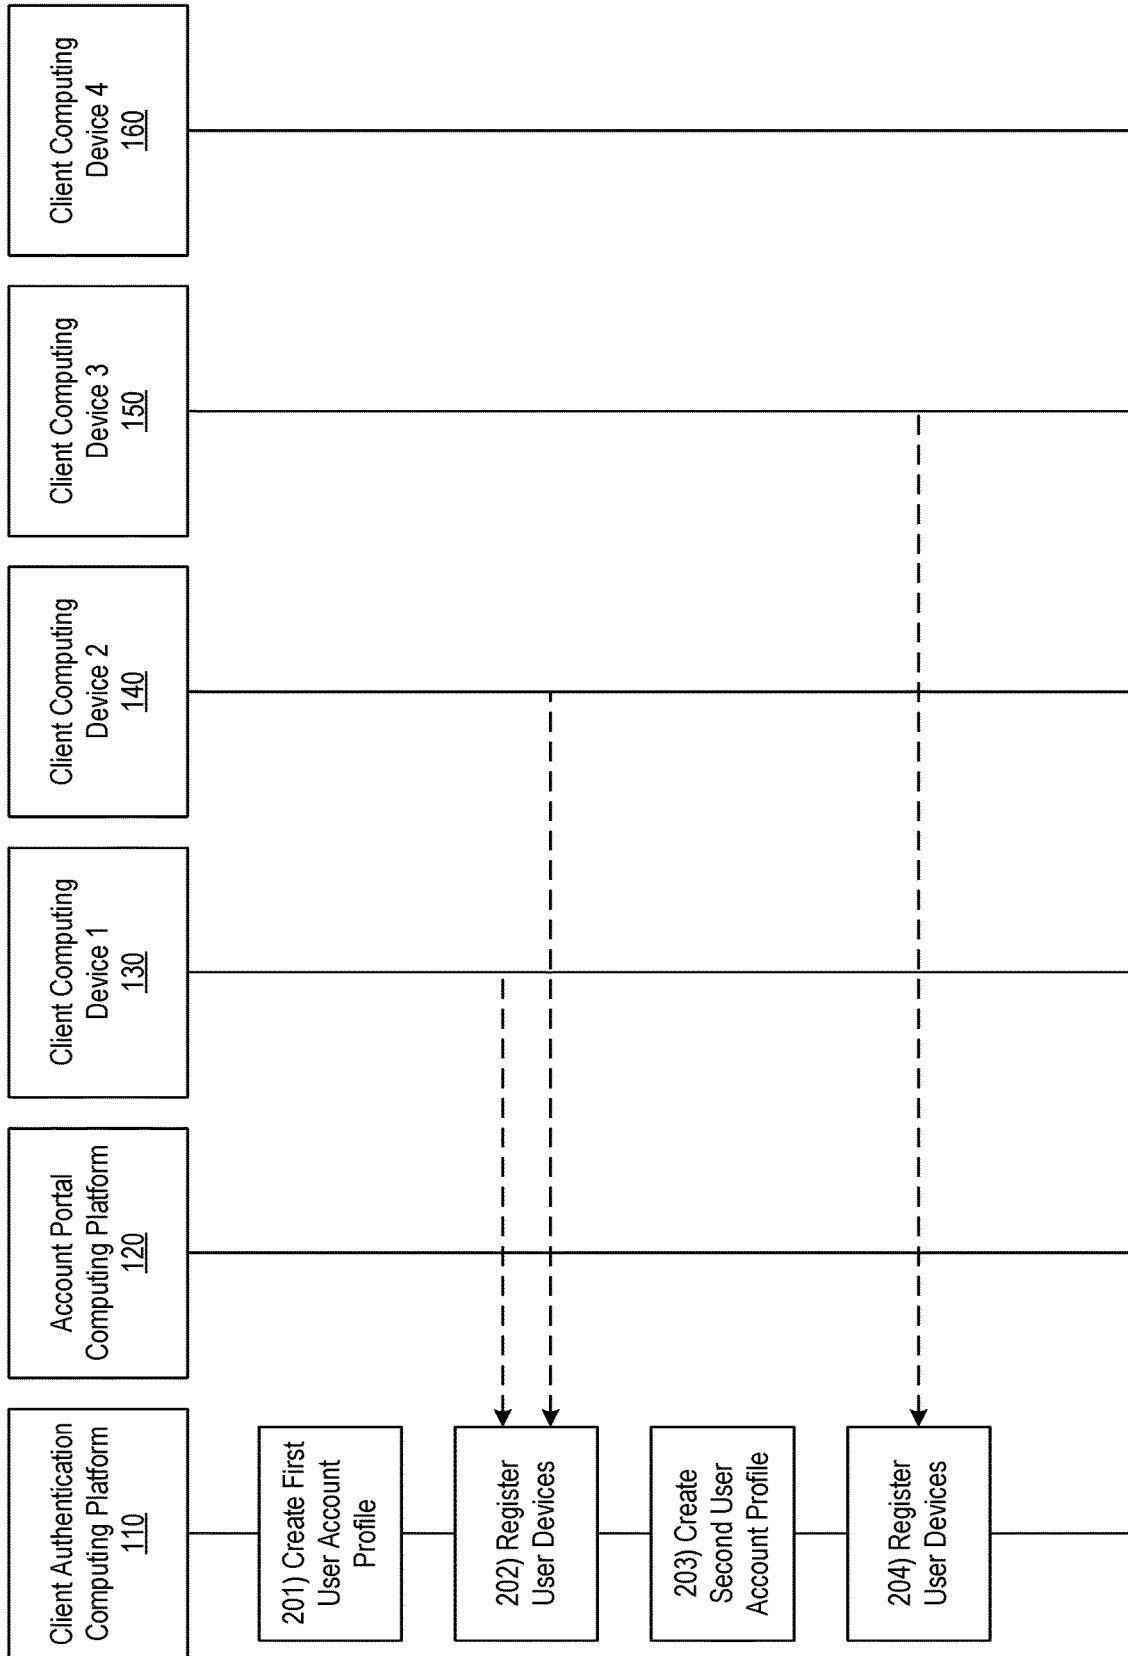 Client Authentication
Computing Platform
110
Account Portal
Computing Platform
120
Client Computing
Device 1
130
Client Computing
Device 2
140
Client Computing
Device 3
150
Client Computing
Device 4
160
201) Create First
User Account
Profile
202) Register
User Devices
203) Create
Second User
Account Profile
204) Register
User Devices